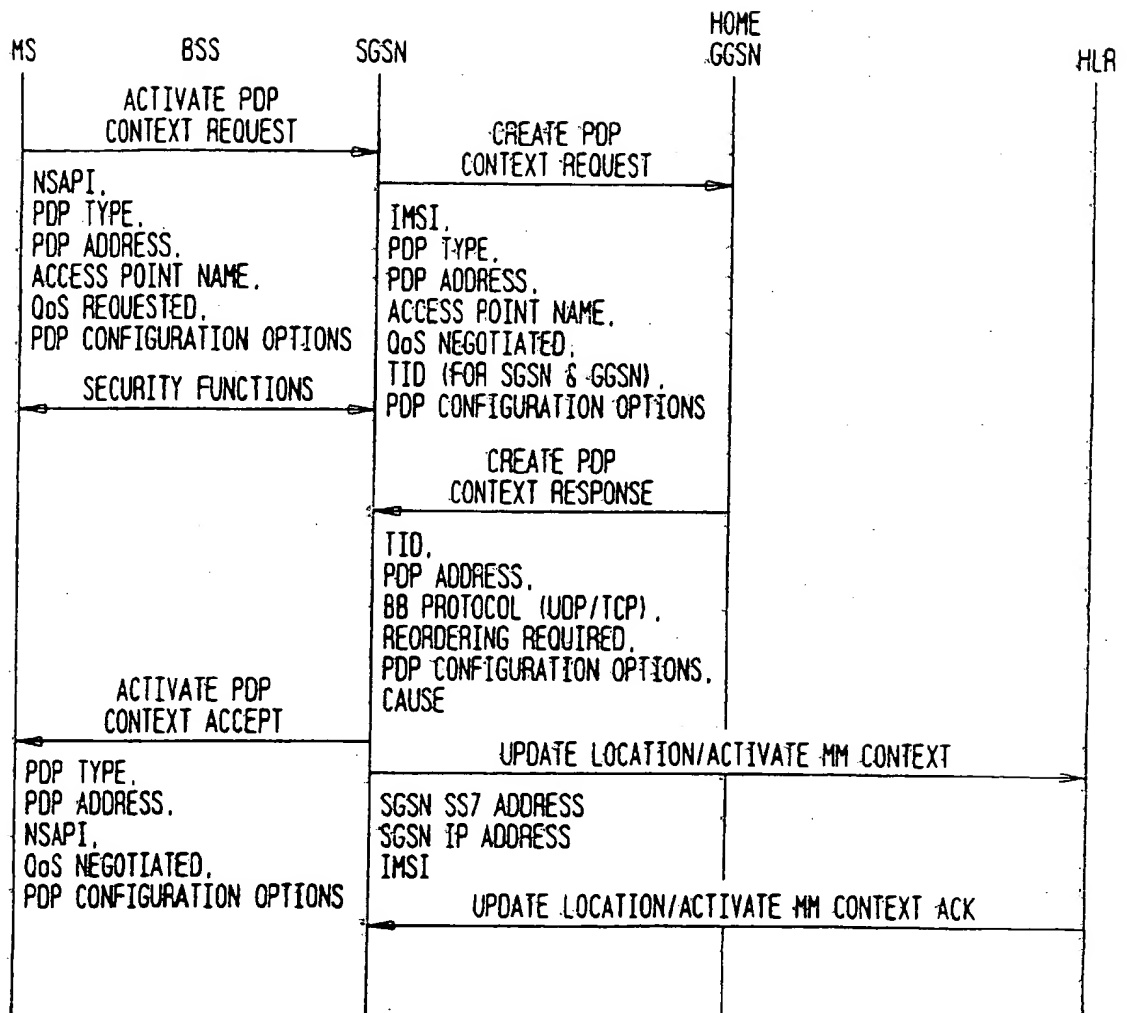 MS
BSS
SGSN
HOME
GGSN
HLR
ACTIVATE PDP
CONTEXT REQUEST
CREATE PDP
CONTEXT REQUEST
NSAPI,
PDP TYPE,
PDP ADDRESS,
ACCESS POINT NAME,
QoS REQUESTED,
PDP CONFIGURATION OPTIONS
IMSI,
PDP TYPE,
PDP ADDRESS,
ACCESS POINT NAME,
QoS NEGOTIATED,
TID (FOR SGSN & GGSN),
PDP CONFIGURATION OPTIONS
SECURITY FUNCTIONS
CREATE PDP
CONTEXT RESPONSE
TID,
PDP ADDRESS,
BB PROTOCOL (UDP/TCP),
REORDERING REQUIRED,
PDP CONFIGURATION OPTIONS,
CAUSE
ACTIVATE PDP
CONTEXT ACCEPT
UPDATE LOCATION/ACTIVATE MM CONTEXT
PDP TYPE,
PDP ADDRESS,
NSAPI,
QoS NEGOTIATED,
PDP CONFIGURATION OPTIONS
SGSN SS7 ADDRESS
SGSN IP ADDRESS
IMSI
UPDATE LOCATION/ACTIVATE MM CONTEXT ACK